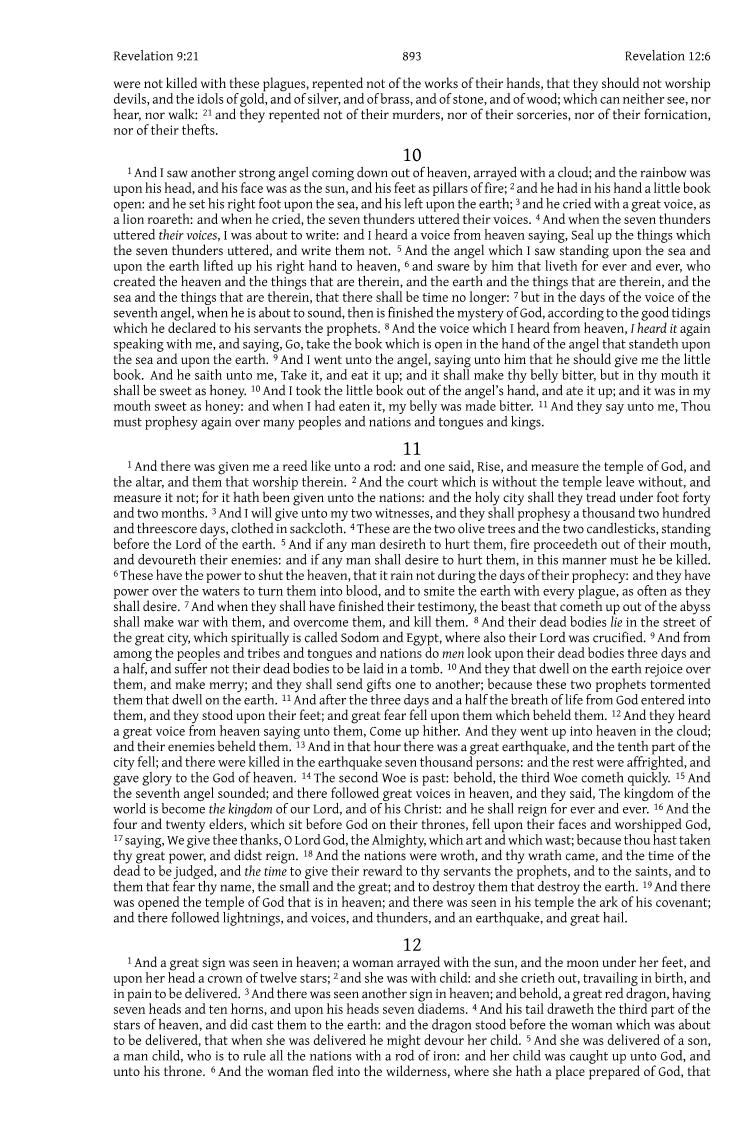 Revelation 9:21 893 Revelation 12:6
were not killed with these plagues, repented not of the works of their hands, that they should not worship
devils, and the idols of gold, and of silver, and of brass, and of stone, and of wood; which can neither see, nor
hear, nor walk: 21 and they repented not of their murders, nor of their sorceries, nor of their fornication,
nor of their thefts.
10
1 And I saw another strong angel coming down out of heaven, arrayed with a cloud; and the rainbow was
upon his head, and his face was as the sun, and his feet as pillars of fire; 2 and he had in his hand a little book
open: and he set his right foot upon the sea, and his left upon the earth; 3 and he cried with a great voice, as
a lion roareth: and when he cried, the seven thunders uttered their voices. 4 And when the seven thunders
uttered their voices, I was about to write: and I heard a voice from heaven saying, Seal up the things which
the seven thunders uttered, and write them not. 5 And the angel which I saw standing upon the sea and
upon the earth lifted up his right hand to heaven, 6 and sware by him that liveth for ever and ever, who
created the heaven and the things that are therein, and the earth and the things that are therein, and the
sea and the things that are therein, that there shall be time no longer: 7 but in the days of the voice of the
seventh angel, when he is about to sound, then is finished the mystery of God, according to the good tidings
which he declared to his servants the prophets. 8 And the voice which I heard from heaven, I heard it again
speaking with me, and saying, Go, take the book which is open in the hand of the angel that standeth upon
the sea and upon the earth. 9 And I went unto the angel, saying unto him that he should give me the little
book. And he saith unto me, Take it, and eat it up; and it shall make thy belly bitter, but in thy mouth it
shall be sweet as honey. 10 And I took the little book out of the angel's hand, and ate it up; and it was in my
mouth sweet as honey: and when I had eaten it, my belly was made bitter. 11 And they say unto me, Thou
must prophesy again over many peoples and nations and tongues and kings.
11
1 And there was given me a reed like unto a rod: and one said, Rise, and measure the temple of God, and
the altar, and them that worship therein. 2 And the court which is without the temple leave without, and
measure it not; for it hath been given unto the nations: and the holy city shall they tread under foot forty
and two months. 3 And I will give unto my two witnesses, and they shall prophesy a thousand two hundred
and threescore days, clothed in sackcloth. 4 These are the two olive trees and the two candlesticks, standing
before the Lord of the earth. 5 And if any man desireth to hurt them, fire proceedeth out of their mouth,
and devoureth their enemies: and if any man shall desire to hurt them, in this manner must he be killed.
6 These have the power to shut the heaven, that it rain not during the days of their prophecy: and they have
power over the waters to turn them into blood, and to smite the earth with every plague, as often as they
shall desire. 7 And when they shall have finished their testimony, the beast that cometh up out of the abyss
shall make war with them, and overcome them, and kill them. 8 And their dead bodies lie in the street of
the great city, which spiritually is called Sodom and Egypt, where also their Lord was crucified. 9 And from
among the peoples and tribes and tongues and nations do men look upon their dead bodies three days and
a half, and suffer not their dead bodies to be laid in a tomb. 10 And they that dwell on the earth rejoice over
them, and make merry; and they shall send gifts one to another; because these two prophets tormented
them that dwell on the earth. 11 And after the three days and a half the breath of life from God entered into
them, and they stood upon their feet; and great fear fell upon them which beheld them. 12 And they heard
a great voice from heaven saying unto them, Come up hither. And they went up into heaven in the cloud;
and their enemies beheld them. 13 And in that hour there was a great earthquake, and the tenth part of the
city fell; and there were killed in the earthquake seven thousand persons: and the rest were affrighted, and
gave glory to the God of heaven. 14 The second Woe is past: behold, the third Woe cometh quickly. 15 And
the seventh angel sounded; and there followed great voices in heaven, and they said, The kingdom of the
world is become the kingdom of our Lord, and of his Christ: and he shall reign for ever and ever. 16 And the
four and twenty elders, which sit before God on their thrones, fell upon their faces and worshipped God,
17 saying, We give thee thanks, O Lord God, the Almighty, which art and which wast; because thou hast taken
thy great power, and didst reign. 18 And the nations were wroth, and thy wrath came, and the time of the
dead to be judged, and the time to give their reward to thy servants the prophets, and to the saints, and to
them that fear thy name, the small and the great; and to destroy them that destroy the earth. 19 And there
was opened the temple of God that is in heaven; and there was seen in his temple the ark of his covenant;
and there followed lightnings, and voices, and thunders, and an earthquake, and great hail.
12
1 And a great sign was seen in heaven; a woman arrayed with the sun, and the moon under her feet, and
upon her head a crown of twelve stars; 2 and she was with child: and she crieth out, travailing in birth, and
in pain to be delivered. 3 And there was seen another sign in heaven; and behold, a great red dragon, having
seven heads and ten horns, and upon his heads seven diadems. 4 And his tail draweth the third part of the
stars of heaven, and did cast them to the earth: and the dragon stood before the woman which was about
to be delivered, that when she was delivered he might devour her child. 5 And she was delivered of a son,
a man child, who is to rule all the nations with a rod of iron: and her child was caught up unto God, and
unto his throne. 6 And the woman fled into the wilderness, where she hath a place prepared of God, that